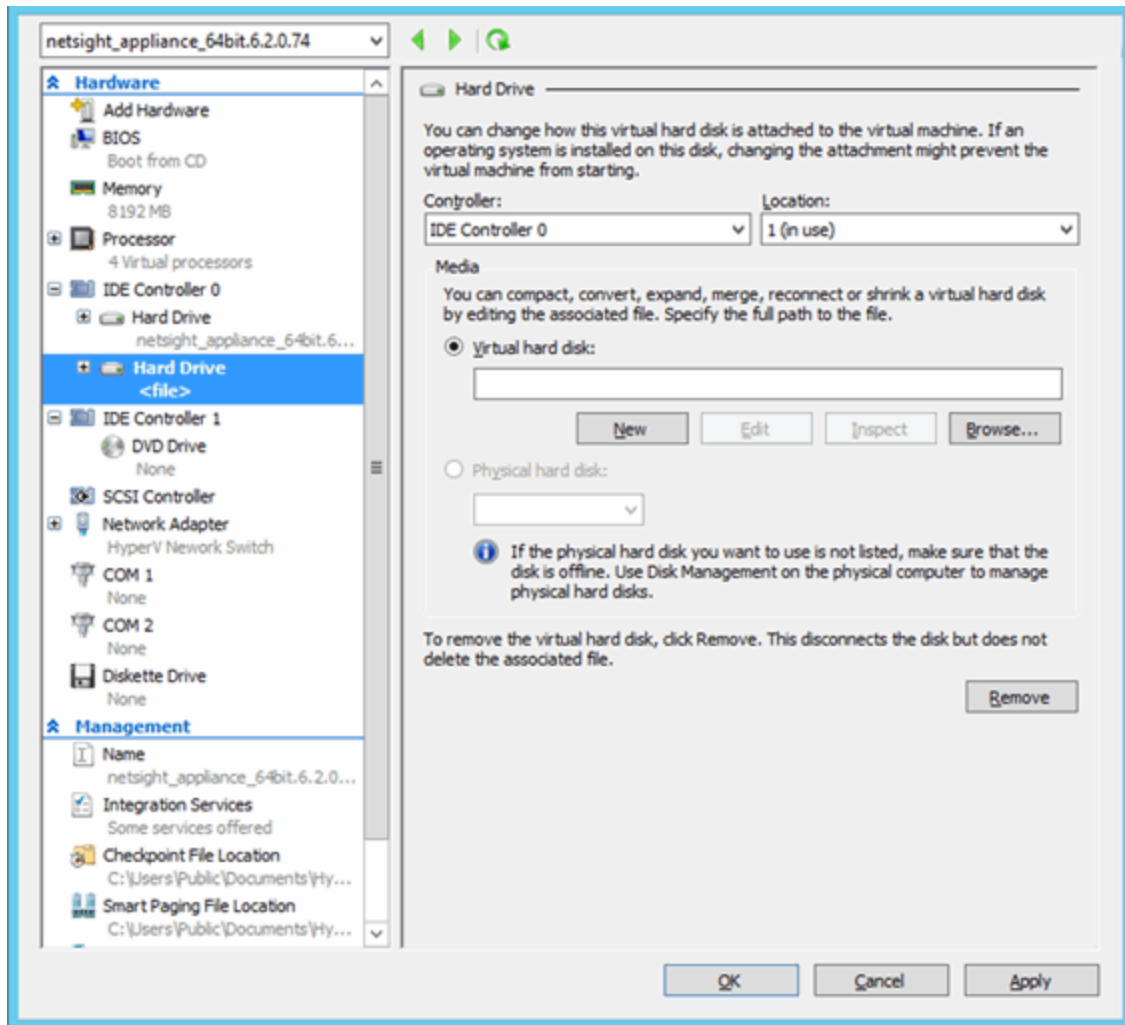 netsight_appliance_64bit.6.2.0.74
Hardware
Add Hardware
BIOS
Boot from CD
Memory
8192 MB
Processor
4 Virtual processors
IDE Controller 0
Hard Drive
netsight_appliance_64bit.6...
Hard Drive
<file>
IDE Controller 1
DVD Drive
None
SCSI Controller
Network Adapter
HyperV Nework Switch
COM 1
None
COM 2
None
Diskette Drive
None
Management
Name
netsight_appliance_64bit.6.2.0...
Integration Services
Some services offered
Checkpoint File Location
C:\Users\Public\Documents\Hy...
Smart Paging File Location
C:\Users\Public\Documents\Hy...
Hard Drive
You can change how this virtual hard disk is attached to the virtual machine. If an
operating system is installed on this disk, changing the attachment might prevent the
virtual machine from starting.
Controller:
Location:
IDE Controller 0
1 (in use)
Media
You can compact, convert, expand, merge, reconnect or shrink a virtual hard disk
by editing the associated file. Specify the full path to the file.
Virtual hard disk:
New
Edit
Inspect
Browse...
Physical hard disk:
If the physical hard disk you want to use is not listed, make sure that the
disk is offline. Use Disk Management on the physical computer to manage
physical hard disks.
To remove the virtual hard disk, click Remove. This disconnects the disk but does not
delete the associated file.
Remove
OK
Cancel
Apply